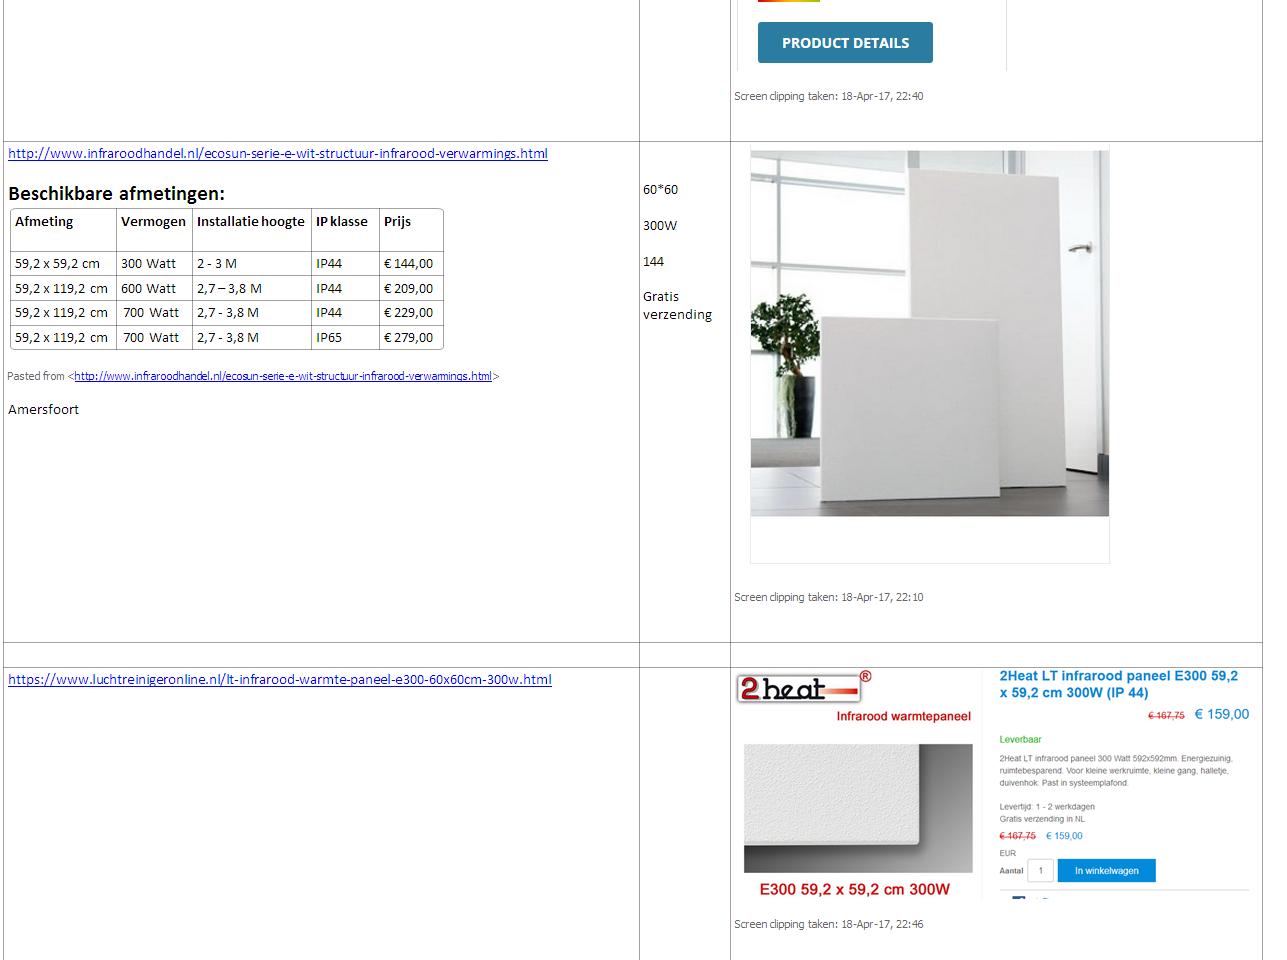 PRODUCT DETAILS
Screen clipping taken: 18-Apr-17, 22:40
http://www.infraroodhandel.nl/ecosun-serie-e-wit-structuur-infrarood-verwarmings.html
Beschikbare afmetingen:
Afmeting Vermogen Installatie hoogte IP klasse Prijs
59,2 x 59,2 cm 300 Watt 2 - 3 M IP44 € 144,00
59,2 x 119,2 cm 600 Watt 2,7 – 3,8 M IP44 € 209,00
59,2 x 119,2 cm 700 Watt 2,7 - 3,8 M IP44 € 229,00
59,2 x 119,2 cm 700 Watt 2,7 - 3,8 M IP65 € 279,00
Pasted from <http://www.infraroodhandel.nl/ecosun-serie-e-wit-structuur-infrarood-verwarmings.html>
Amersfoort
60*60
300W
144
Gratis
verzending
Screen clipping taken: 18-Apr-17, 22:10
https://www.luchtreinigeronline.nl/lt-infrarood-warmte-paneel-e300-60x60cm-300w.html
2heat®
Infrarood warmtepaneel
E300 59,2 x 59,2 cm 300W
2Heat LT infrarood paneel E300 59,2
x 59,2 cm 300W (IP 44)
€ 167,75 € 159,00
Leverbaar
2Heat LT infrarood paneel 300 Watt 592x592mm. Energiezuinig,
ruimtebesparend. Voor kleine werkruimte, kleine gang, halletje,
duivenhok. Past in systeemplafond.
Levertijd: 1 - 2 werkdagen
Gratis verzending in NL
€ 167,75 € 159,00
EUR
Aantal 1 In winkelwagen
Screen clipping taken: 18-Apr-17, 22:46